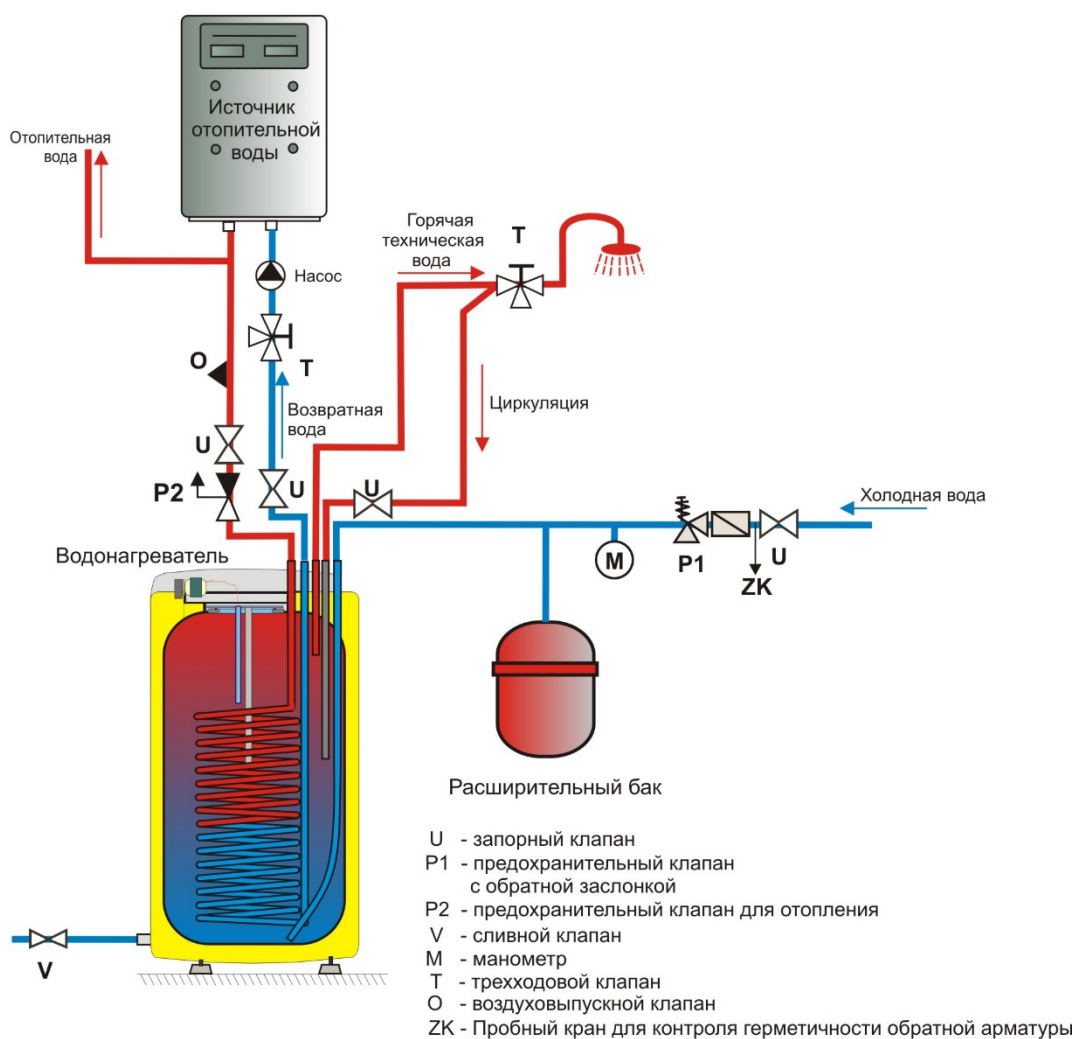 Источник
отопительной
воды
Отопительная
вода
Горячая
техническая
вода
T
Насос
O
T
Возвратная
вода
Циркуляция
U
P2
U
U
Холодная вода
Водонагреватель
M
P1
U
ZK
Расширительный бак
U - запорный клапан
P1 - предохранительный клапан
с обратной заслонкой
P2 - предохранительный клапан для отопления
V - сливной клапан
M - манометр
T - трехходовой клапан
O - воздуховыпускной клапан
ZK - Пробный кран для контроля герметичности обратной арматуры
V